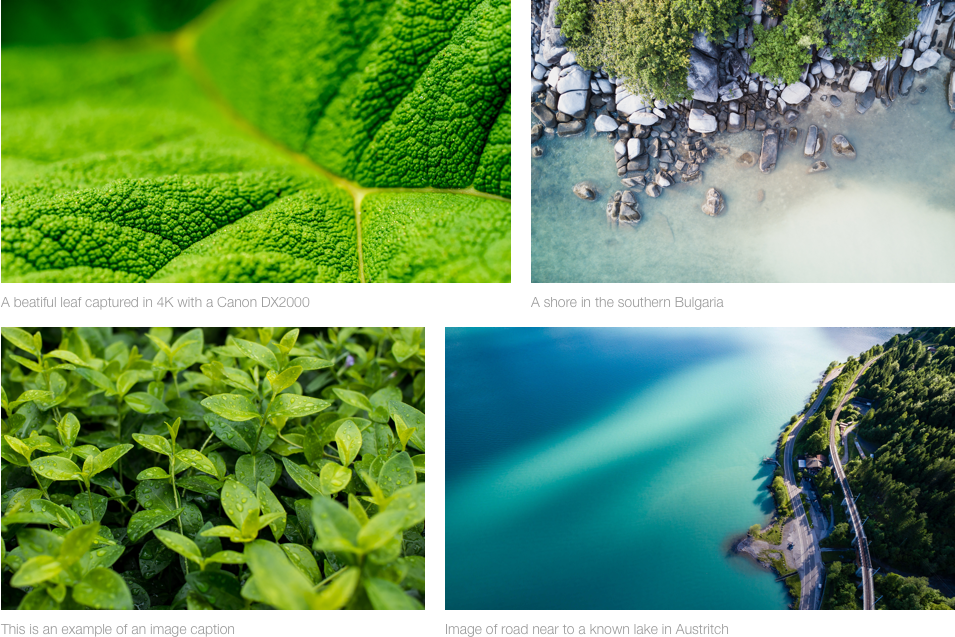 A beatiful leaf captured in 4K with a Canon DX2000
A shore in the southern Bulgaria
This is an example of an image caption
Image of road near to a known lake in Austritch